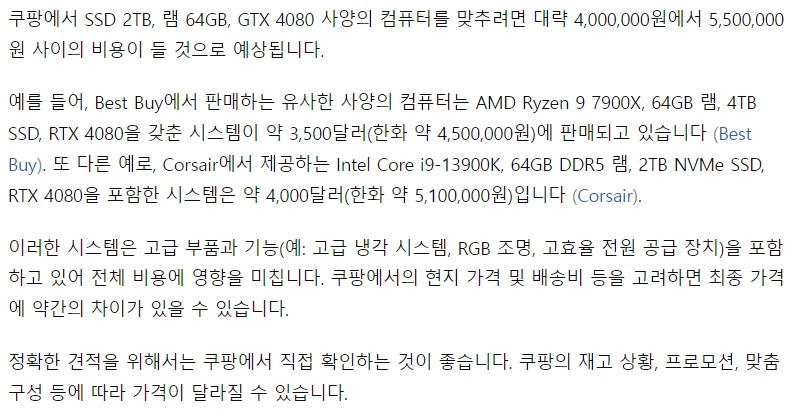 쿠팡에서 SSD 2TB, 램 64GB, GTX 4080 사양의 컴퓨터를 맞추려면 대략 4,000,000원에서 5,500,000
원 사이의 비용이 들 것으로 예상됩니다.
예를 들어, Best Buy에서 판매하는 유사한 사양의 컴퓨터는 AMD Ryzen 9 7900X, 64GB 램, 4TB
SSD, RTX 4080을 갖춘 시스템이 약 3,500달러(한화 약 4,500,000원)에 판매되고 있습니다 (Best
Buy). 또 다른 예로, Corsair에서 제공하는 Intel Core i9-13900K, 64GB DDR5 램, 2TB NVMe SSD,
RTX 4080을 포함한 시스템은 약 4,000달러(한화 약 5,100,000원)입니다 (Corsair).
이러한 시스템은 고급 부품과 기능(예: 고급 냉각 시스템, RGB 조명, 고효율 전원 공급 장치)을 포함
하고 있어 전체 비용에 영향을 미칩니다. 쿠팡에서의 현지 가격 및 배송비 등을 고려하면 최종 가격
에 약간의 차이가 있을 수 있습니다.
정확한 견적을 위해서는 쿠팡에서 직접 확인하는 것이 좋습니다. 쿠팡의 재고 상황, 프로모션, 맞춤
구성 등에 따라 가격이 달라질 수 있습니다.